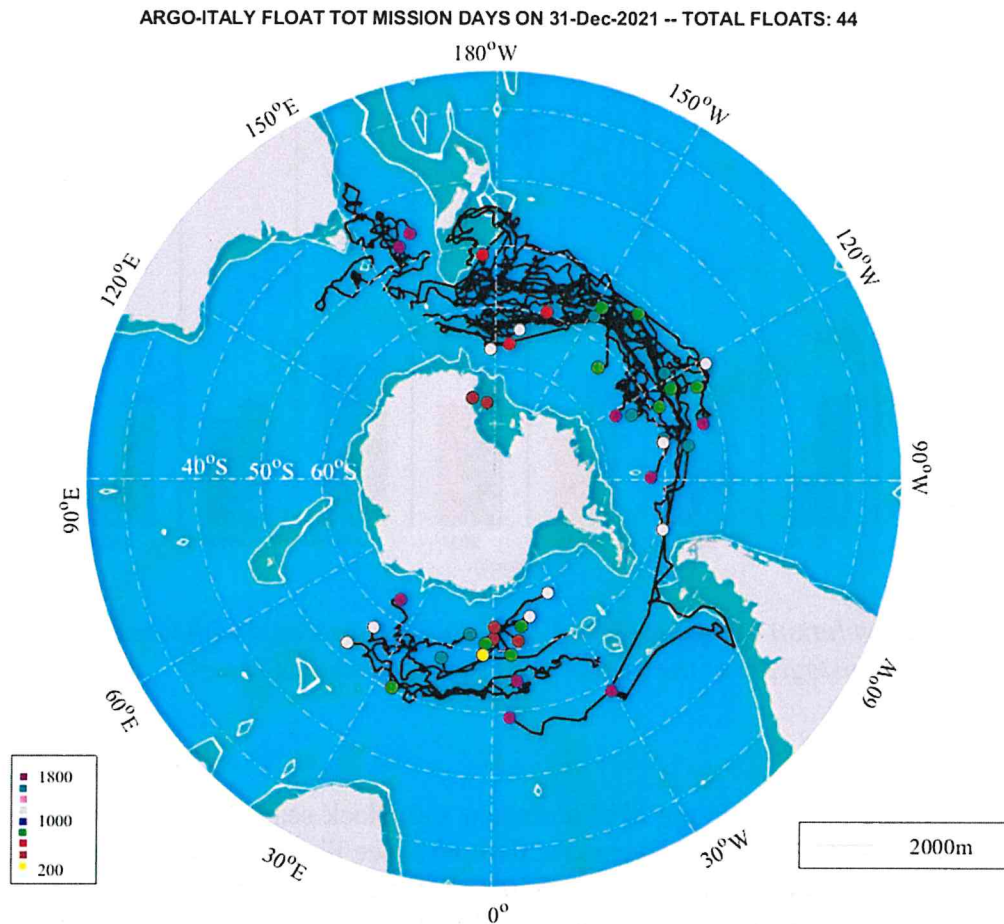 ARGO-ITALY FLOAT TOT MISSION DAYS ON 31-Dec-2021 -- TOTAL FLOATS: 44
180°W
150°E
150°W
120°E
120°W
40°S 50°S 60°S
90°E
90°W
60°E
60°W
30°E
30°W
0°
1800
1000
200
2000m